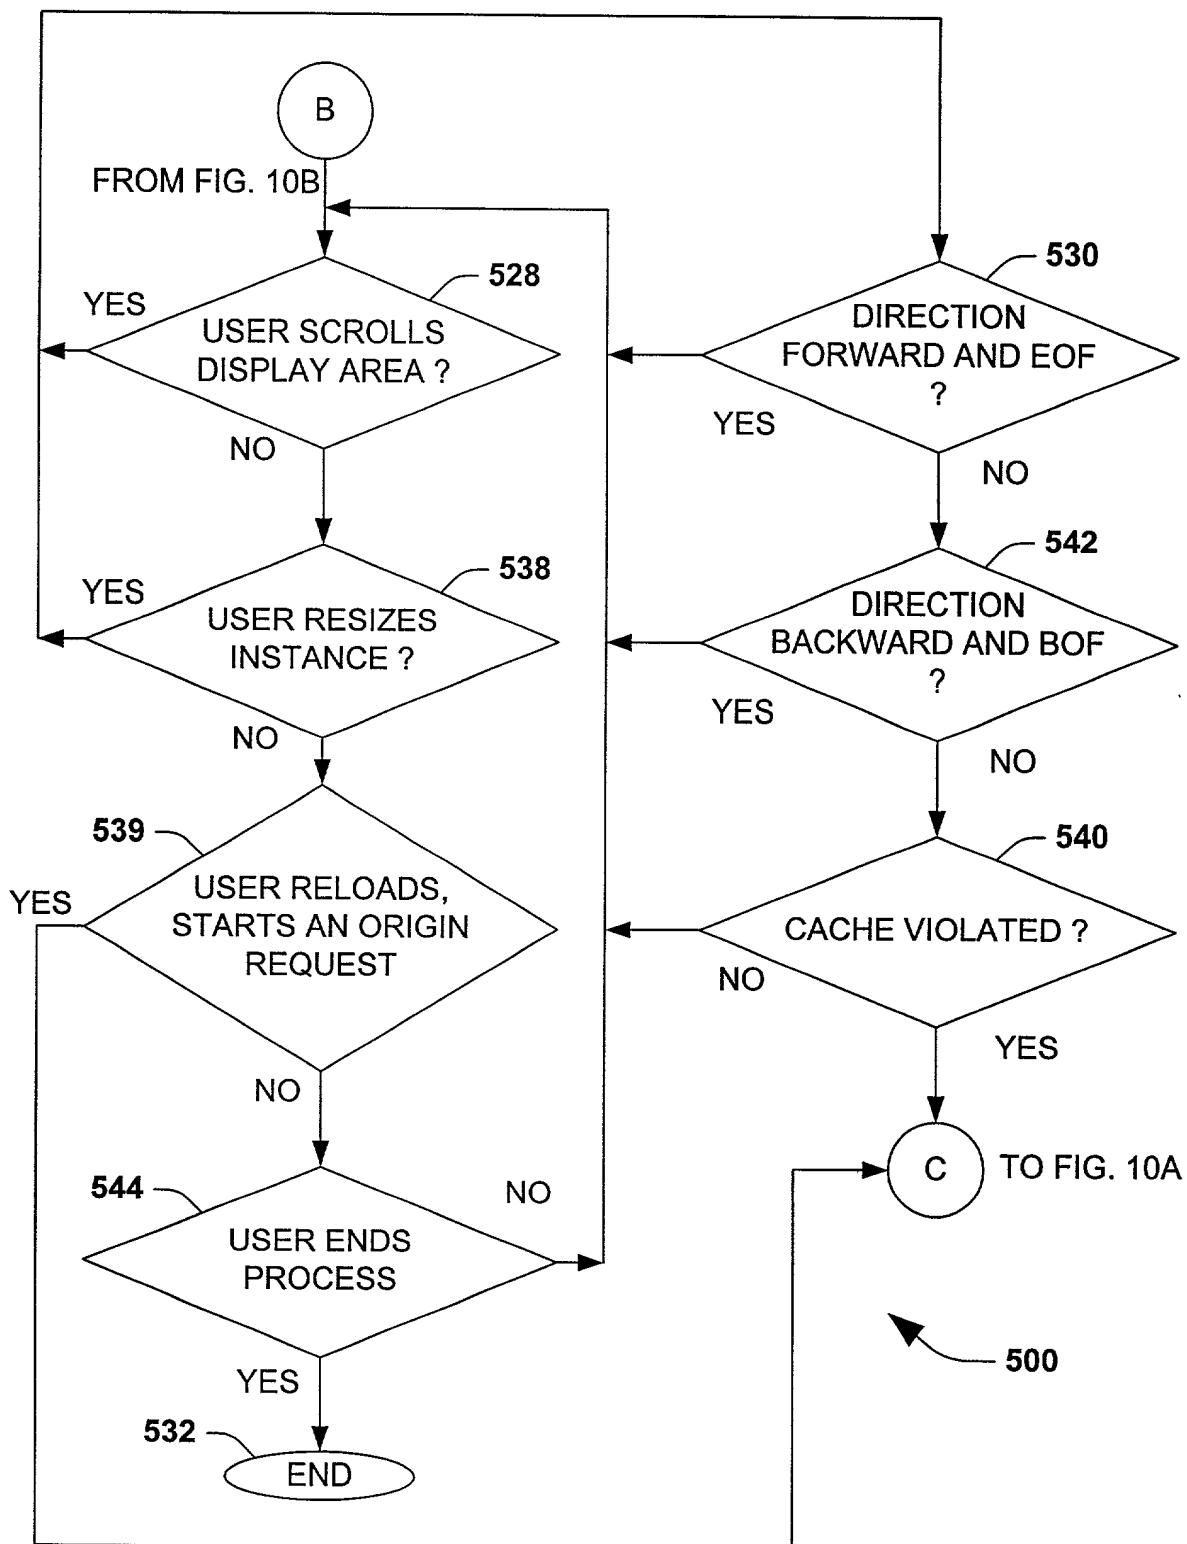 B
FROM FIG. 10B
528
YES
USER SCROLLS
DISPLAY AREA ?
NO
538
YES
USER RESIZES
INSTANCE ?
NO
539
YES
USER RELOADS,
STARTS AN ORIGIN
REQUEST
NO
544
NO
USER ENDS
PROCESS
YES
532
END
530
DIRECTION
FORWARD AND EOF
?
YES
NO
542
DIRECTION
BACKWARD AND BOF
?
YES
NO
540
CACHE VIOLATED ?
NO
YES
C
TO FIG. 10A
500